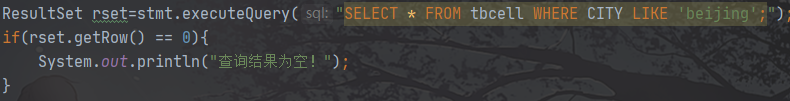 ResultSet rset=stmt.executeQuery( sql: "SELECT * FROM tbcell WHERE CITY LIKE 'beijing';");
if(rset.getRow() == 0){
    System.out.println("查询结果为空！");
}